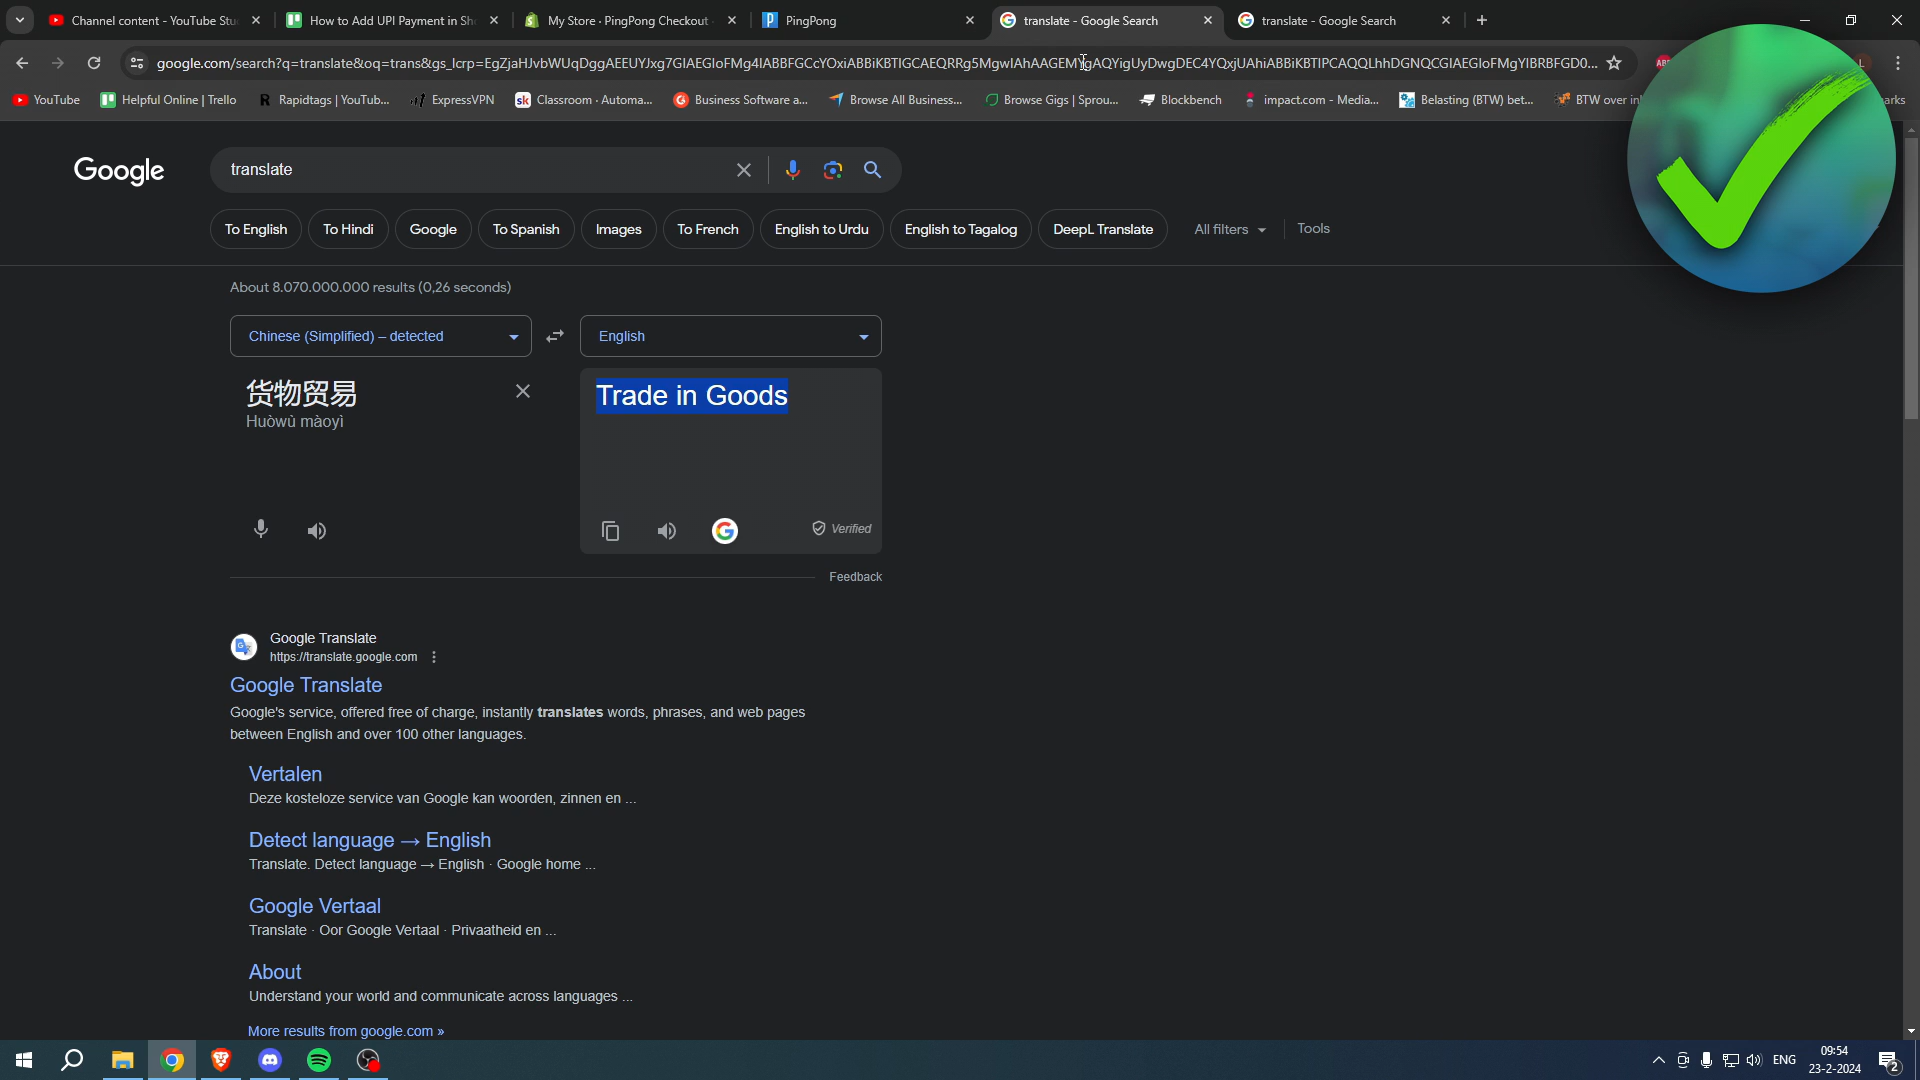 Channel content - YouTube Stu
How to Add UPI Payment in Sh
My Store · PingPong Checkout ·
PingPong
translate - Google Search
translate - Google Search
google.com/search?q=translate&oq=trans&gs_lcrp=
YouTube
Helpful Online | Trello
Rapidtags | YouTub...
ExpressVPN
Classroom · Automa...
Business Software a...
Browse All Business...
Browse Gigs | Sprou...
Blockbench
impact.com - Media...
Belasting (BTW) bet...
BTW over in
arks
Google
translate
To English
To Hindi
Google
To Spanish
Images
To French
English to Urdu
English to Tagalog
DeepL Translate
All filters
Tools
About 8.070.000.000 results (0,26 seconds)
Chinese (Simplified) – detected
English
货物贸易
Huòwù màoyì
Trade in Goods
Verified
Feedback
Google Translate
https://translate.google.com
Google Translate
Google's service, offered free of charge, instantly translates words, phrases, and web pages
between English and over 100 other languages.
Vertalen
Deze kosteloze service van Google kan woorden, zinnen en ...
Detect language → English
Translate. Detect language → English · Google home ...
Google Vertaal
Translate · Oor Google Vertaal · Privaatheid en ...
About
Understand your world and communicate across languages ...
More results from google.com »
ENG
09:54
23-2-2024
2